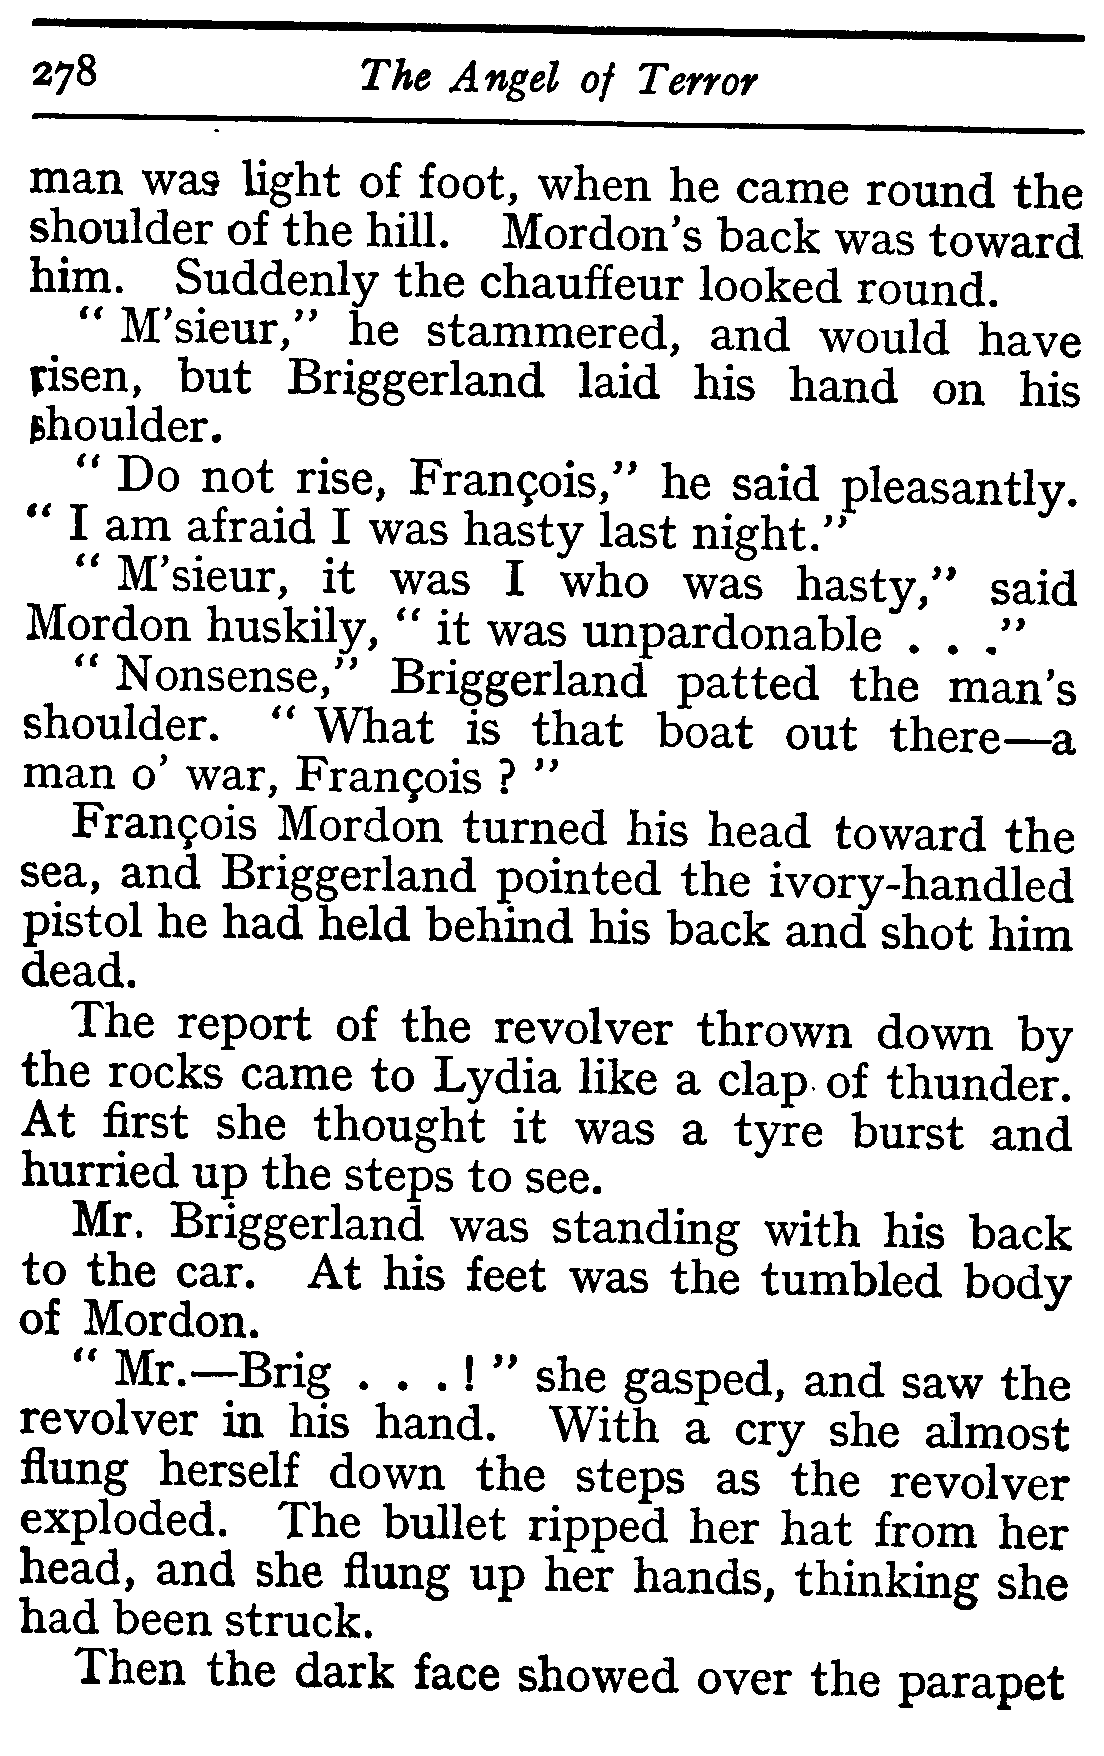 278 The Angel of Terror
man was light of foot, when he came round the
shoulder of the hill. Mordon's back was toward
him. Suddenly the chauffeur looked round.
" M'sieur," he stammered, and would have
risen, but Briggerland laid his hand on his
shoulder.
" Do not rise, François," he said pleasantly.
" I am afraid I was hasty last night."
" M'sieur, it was I who was hasty," said
Mordon huskily, " it was unpardonable . . ."
" Nonsense," Briggerland patted the man's
shoulder. " What is that boat out there—a
man o' war, François ? "
François Mordon turned his head toward the
sea, and Briggerland pointed the ivory-handled
pistol he had held behind his back and shot him
dead.
The report of the revolver thrown down by
the rocks came to Lydia like a clap of thunder.
At first she thought it was a tyre burst and
hurried up the steps to see.
Mr. Briggerland was standing with his back
to the car. At his feet was the tumbled body
of Mordon.
" Mr.—Brig . . . ! " she gasped, and saw the
revolver in his hand. With a cry she almost
flung herself down the steps as the revolver
exploded. The bullet ripped her hat from her
head, and she flung up her hands, thinking she
had been struck.
Then the dark face showed over the parapet